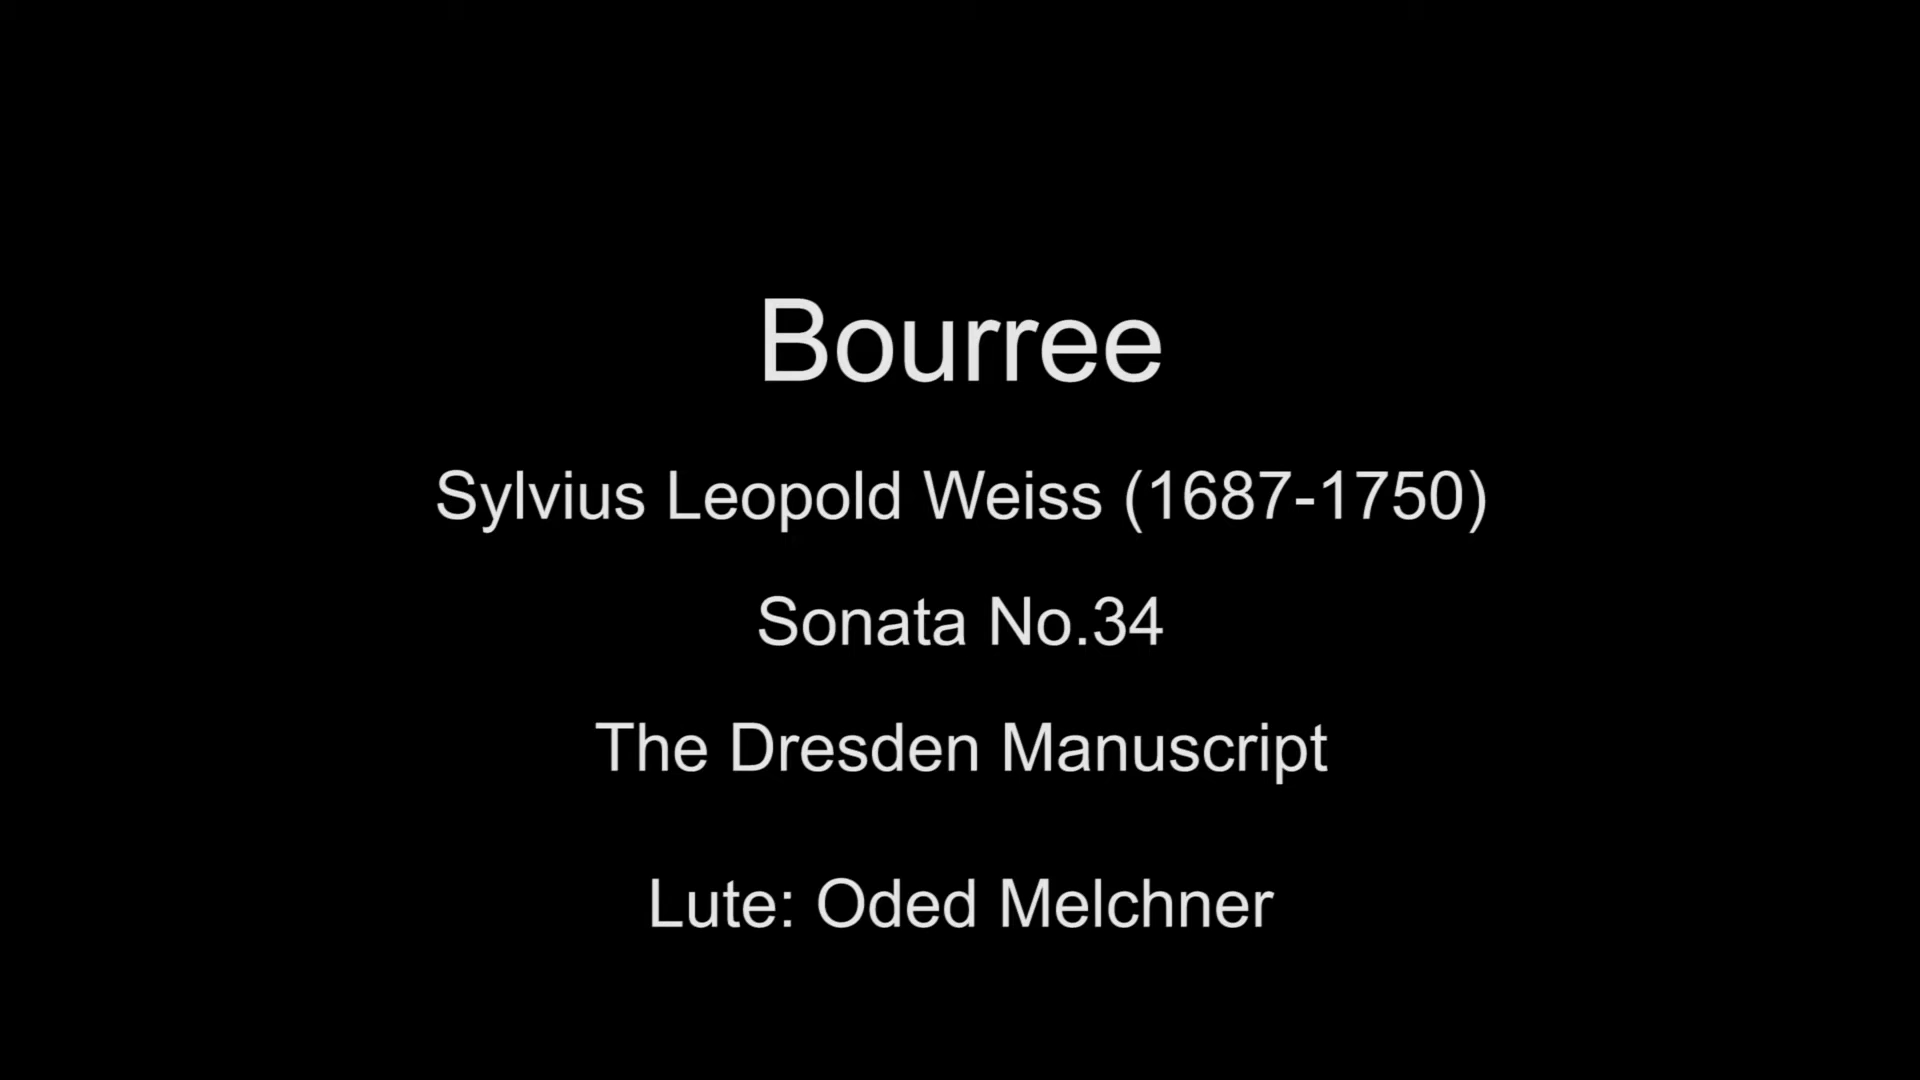 Bourree
Sylvius Leopold Weiss (1687-1750)
Sonata No.34
The Dresden Manuscript
Lute: Oded Melchner